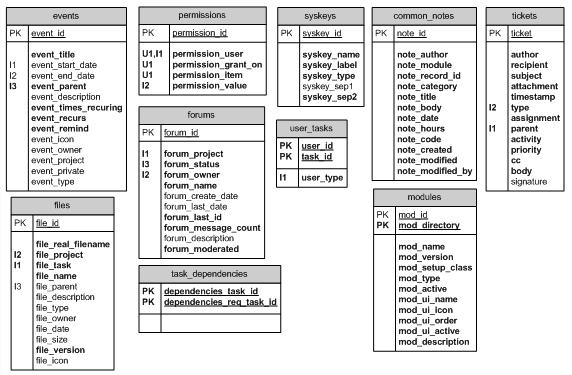 events
PK event_id
event_title
I1 event_start_date
I2 event_end_date
I3 event_parent
event_description
event_times_recuring
event_recurs
event_remind
event_icon
event_owner
event_project
event_private
event_type
permissions
PK permission_id
U1,I1 permission_user
U1 permission_grant_on
U1 permission_item
I2 permission_value
syskeys
PK syskey_id
syskey_name
syskey_label
syskey_type
syskey_sep1
syskey_sep2
common_notes
PK note_id
note_author
note_module
note_record_id
note_category
note_title
note_body
note_date
note_hours
note_code
note_created
note_modified
note_modified_by
tickets
PK ticket
author
recipient
subject
attachment
timestamp
I2 type
assignment
I1 parent
activity
priority
cc
body
signature
forums
PK forum_id
I1 forum_project
I3 forum_status
I2 forum_owner
forum_name
forum_create_date
forum_last_date
forum_last_id
forum_message_count
forum_description
forum_moderated
user_tasks
PK user_id
PK task_id
I1 user_type
files
PK file_id
file_real_filename
I2 file_project
I1 file_task
file_name
I3 file_parent
file_description
file_type
file_owner
file_date
file_size
file_version
file_icon
task_dependencies
PK dependencies_task_id
PK dependencies_req_task_id
modules
PK mod_id
PK mod_directory
mod_name
mod_version
mod_setup_class
mod_type
mod_active
mod_ui_name
mod_ui_icon
mod_ui_order
mod_ui_active
mod_description